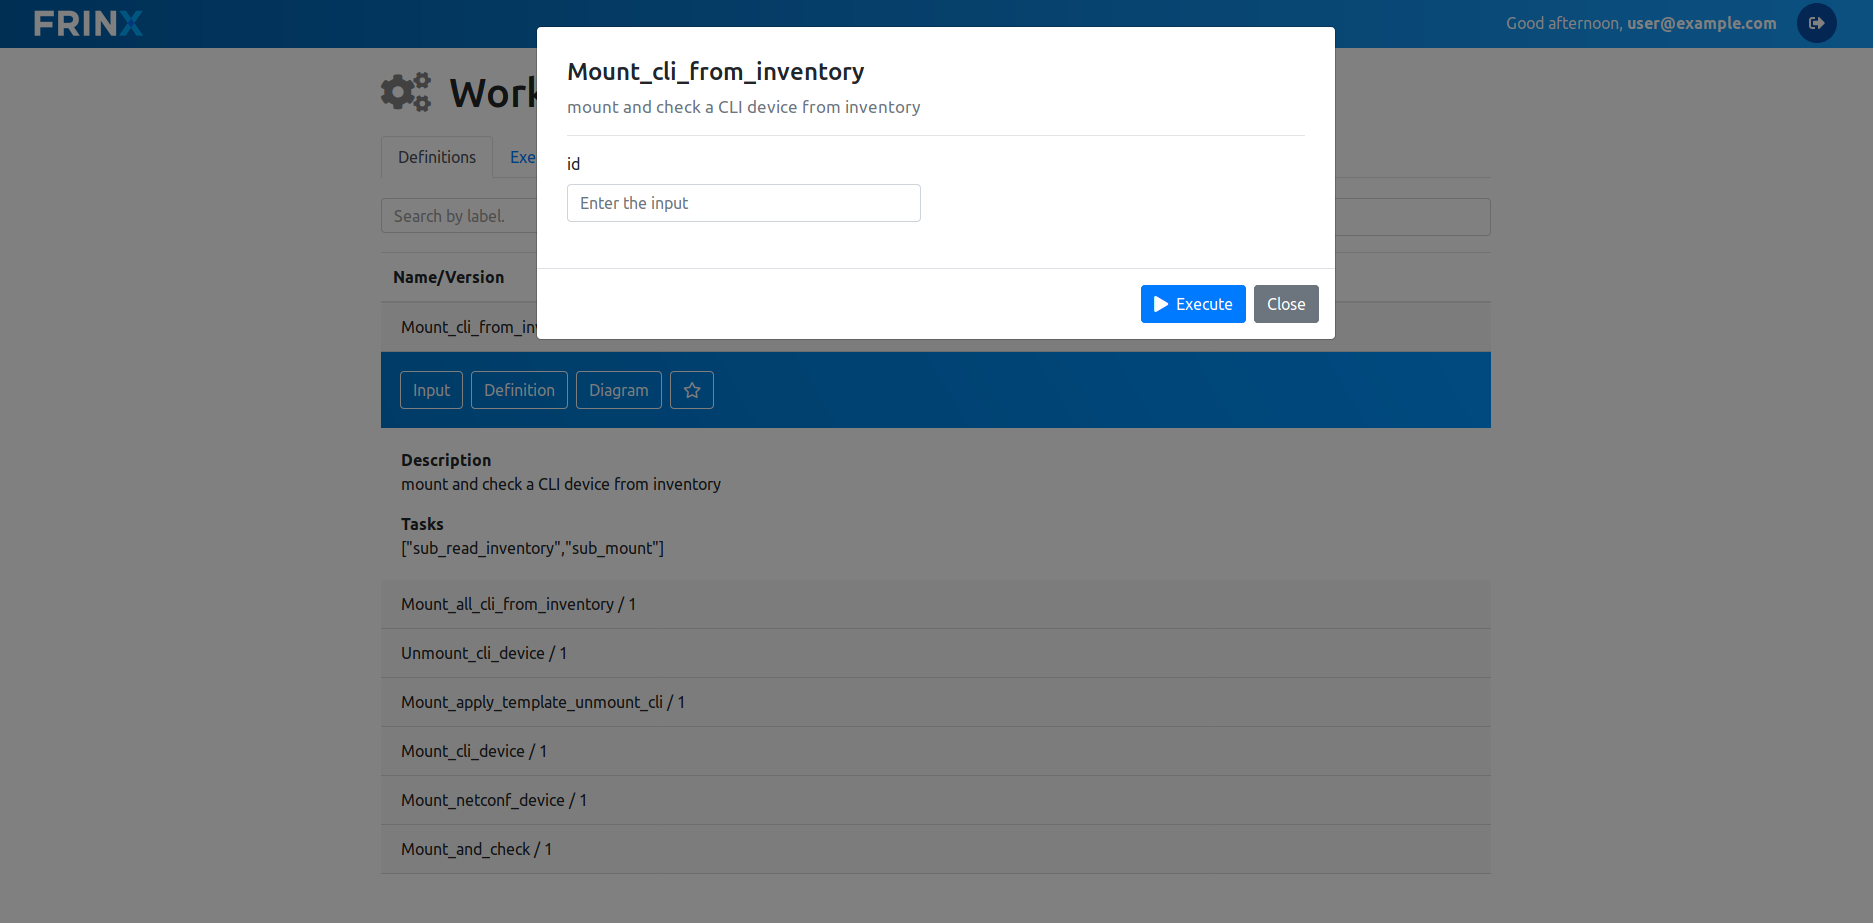 FRINX
Good afternoon, user@example.com
Work
Definitions
Exe
Search by label.
Name/Version
Mount_cli_from_inventory
mount and check a CLI device from inventory
id
Enter the input
Execute
Close
Mount_cli_from_in
Input
Definition
Diagram
Description
mount and check a CLI device from inventory
Tasks
["sub_read_inventory","sub_mount"]
Mount_all_cli_from_inventory / 1
Unmount_cli_device / 1
Mount_apply_template_unmount_cli / 1
Mount_cli_device / 1
Mount_netconf_device / 1
Mount_and_check / 1